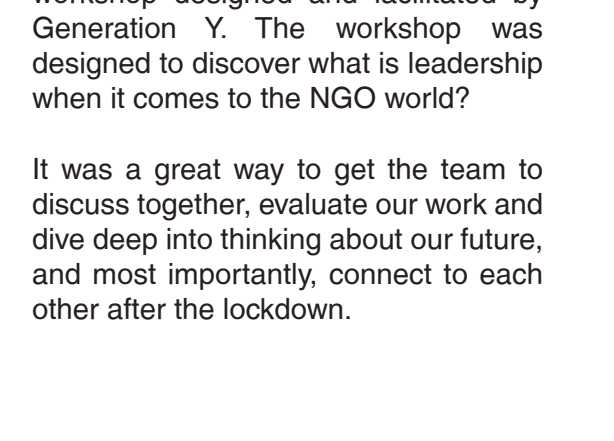 workshop designed and facilitated by
Generation Y. The workshop was
designed to discover what is leadership
when it comes to the NGO world?
It was a great way to get the team to
discuss together, evaluate our work and
dive deep into thinking about our future,
and most importantly, connect to each
other after the lockdown.